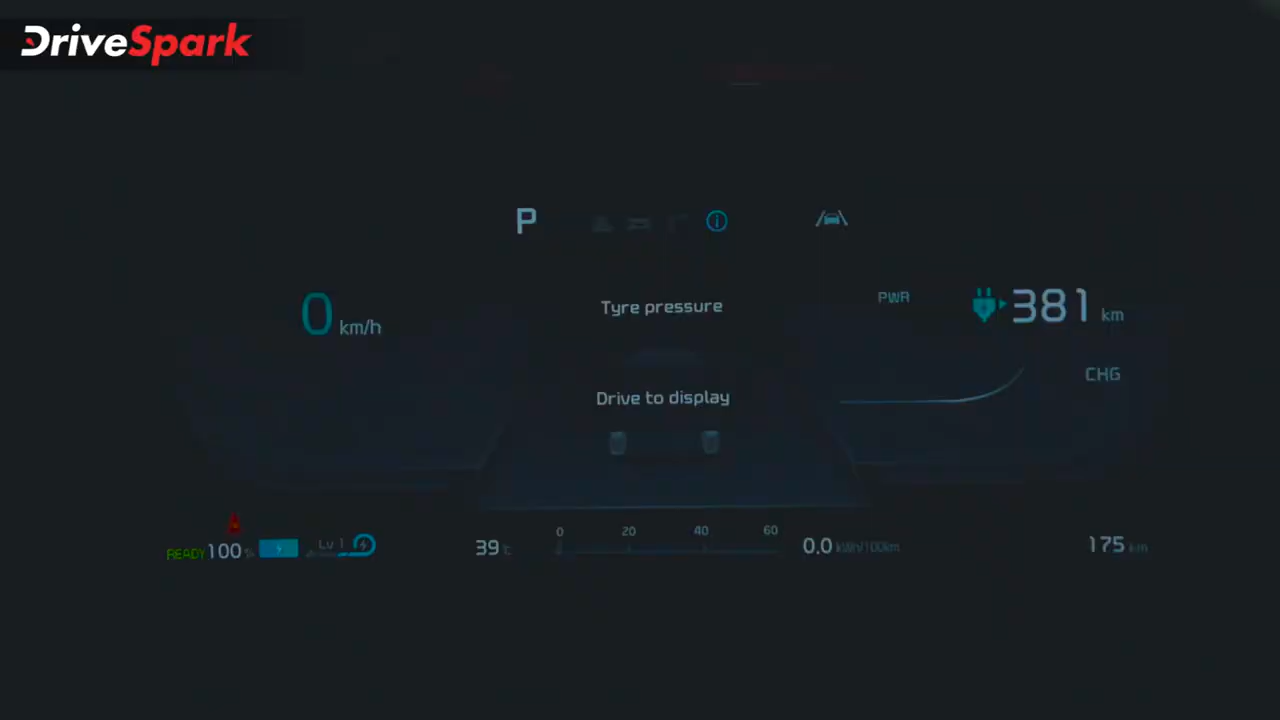 DriveSpark
P
Tyre pressure
PWR
381 km
0 km/h
CHG
Drive to display
0 20 40 60
READY 100 %
Lv 1
39 °C
0.0 kWh/100km
175 km